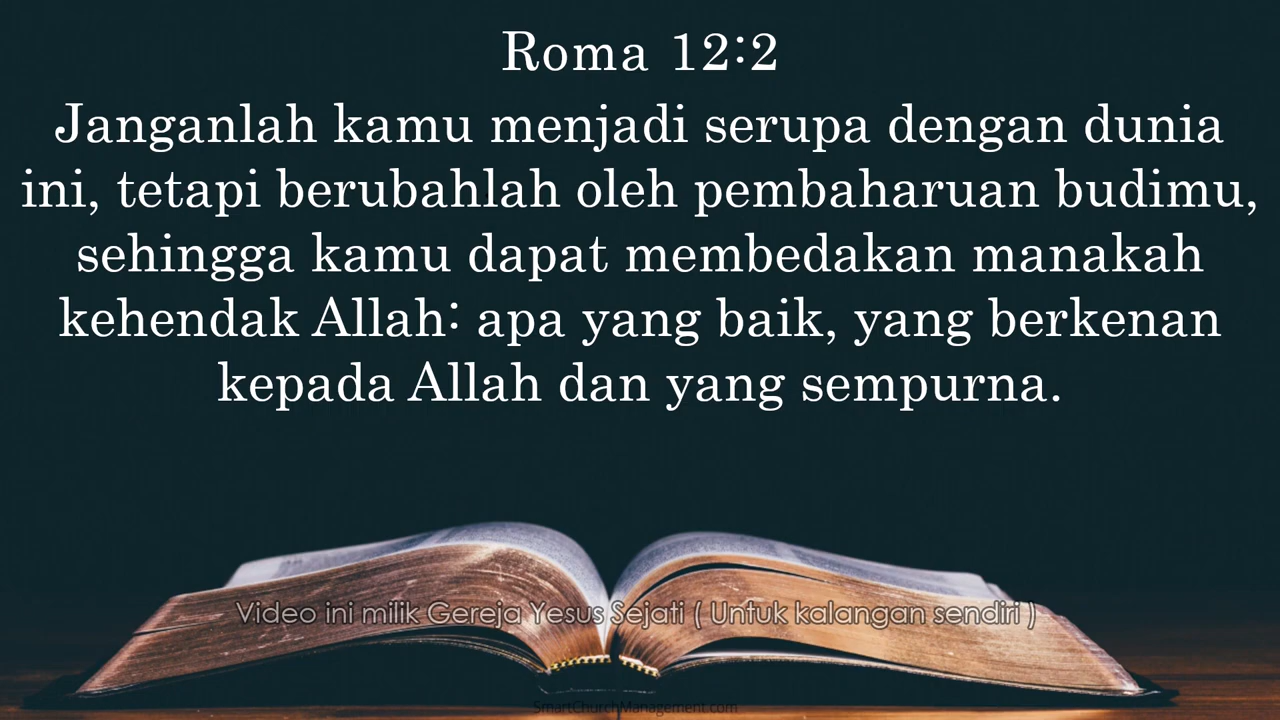 Roma 12:2
Janganlah kamu menjadi serupa dengan dunia
ini, tetapi berubahlah oleh pembaharuan budimu,
sehingga kamu dapat membedakan manakah
kehendak Allah: apa yang baik, yang berkenan
kepada Allah dan yang sempurna.
Video ini milik Gereja Yesus Sejati ( Untuk kalangan sendiri )
SmartChurchManagement.com